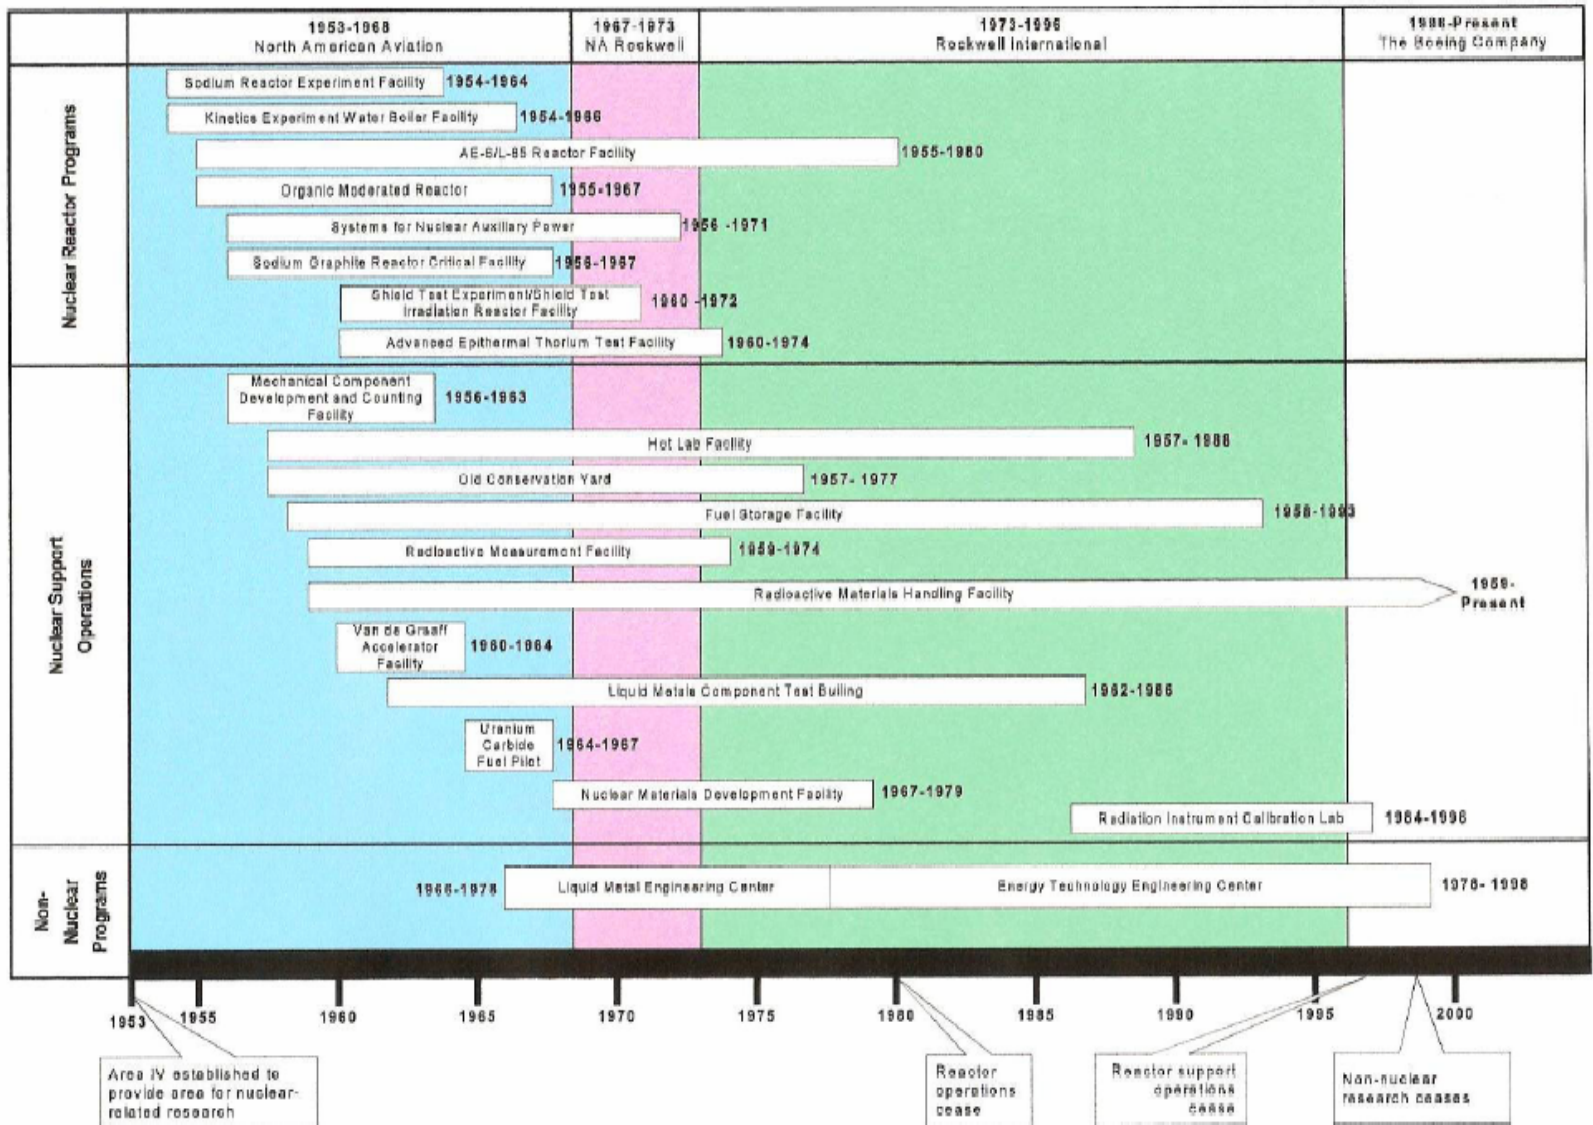 1953-1968
North American Aviation
1967-1973
NA Rockwell
1973-1996
Rockwell International
1996-Present
The Boeing Company
Nuclear Reactor Programs
Sodium Reactor Experiment Facility 1954-1964
Kinetics Experiment Water Boiler Facility 1954-1966
AE-6/L-85 Reactor Facility 1955-1980
Organic Moderated Reactor 1955-1967
Systems for Nuclear Auxiliary Power 1956 -1971
Sodium Graphite Reactor Critical Facility 1956-1967
Shield Test Experiment/Shield Test
Irradiation Reactor Facility 1960 -1972
Advanced Epithermal Thorium Test Facility 1960-1974
Nuclear Support
Operations
Mechanical Component
Development and Counting
Facility
1956-1963
Hot Lab Facility 1957- 1988
Old Conservation Yard 1957- 1977
Fuel Storage Facility 1958-1993
Radioactive Measurement Facility 1959-1974
Radioactive Materials Handling Facility
1959-
Present
Van de Graaff
Accelerator
Facility
1960-1964
Liquid Metals Component Test Builing 1962-1986
Uranium
Carbide
Fuel Pilot
1964-1967
Nuclear Materials Development Facility 1967-1979
Radiation Instrument Calibration Lab 1984-1996
Non-
Nuclear
Programs
1966-1978 Liquid Metal Engineering Center Energy Technology Engineering Center 1978- 1998
1953 1955 1960 1965 1970 1975 1980 1985 1990 1995 2000
Area IV established to
provide area for nuclear-
related research
Reactor
operations
cease
Reactor support
operations
cease
Non-nuclear
research ceases